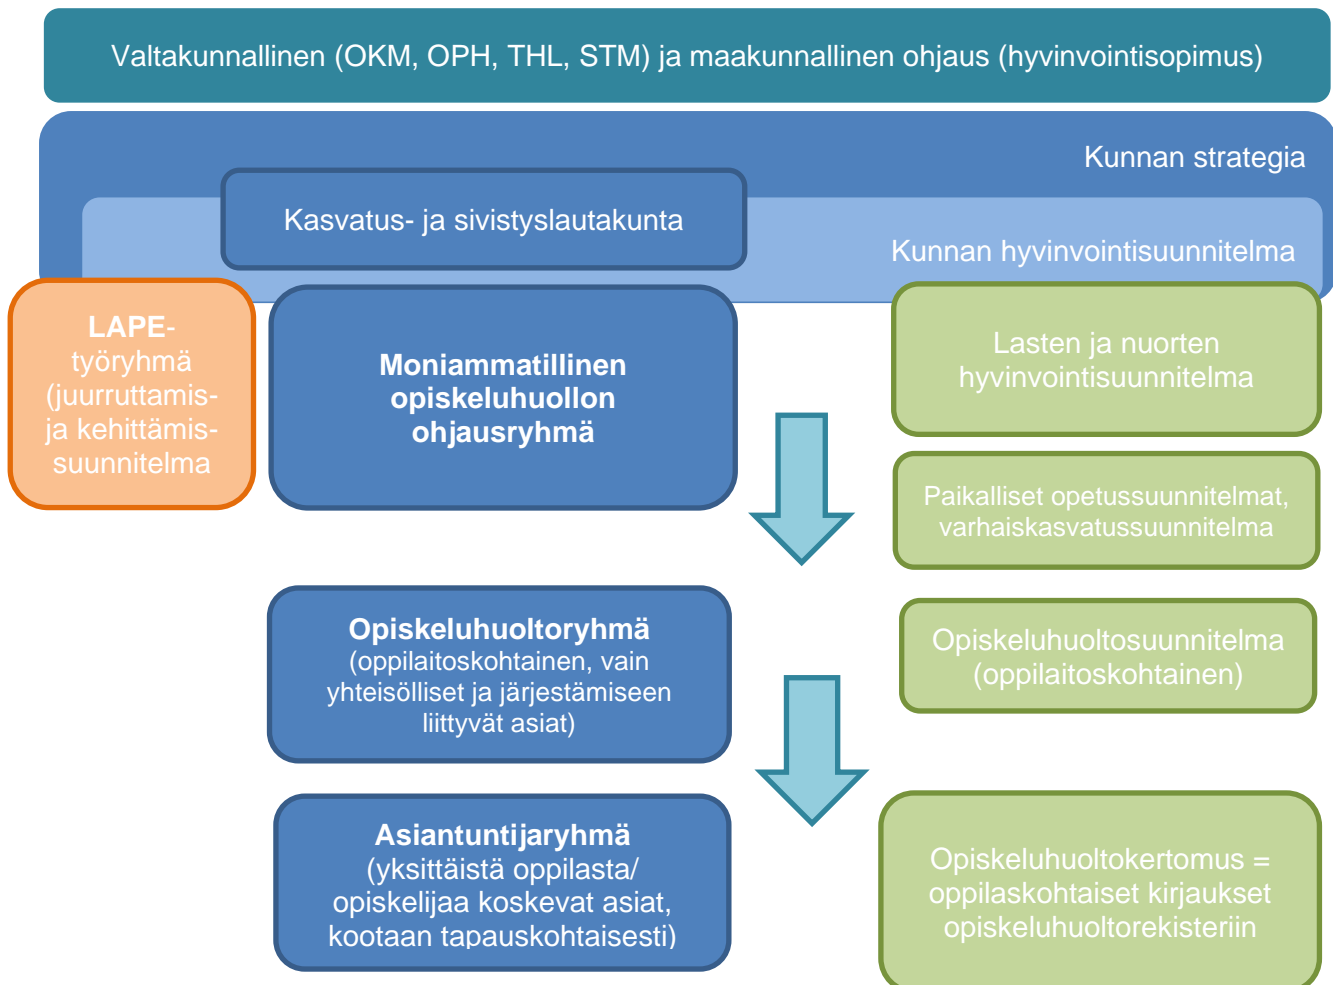 Valtakunnallinen (OKM, OPH, THL, STM) ja maakunnallinen ohjaus (hyvinvointisopimus)
Kunnan strategia
Kasvatus- ja sivistyslautakunta
Kunnan hyvinvointisuunnitelma
LAPE-
työryhmä
(juurruttamis-
ja kehittämis-
suunnitelma
Moniammatillinen
opiskeluhuollon
ohjausryhmä
Lasten ja nuorten
hyvinvointisuunnitelma
Paikalliset opetussuunnitelmat,
varhaiskasvatussuunnitelma
Opiskeluhuoltoryhmä
(oppilaitoskohtainen, vain
yhteisölliset ja järjestämiseen
liittyvät asiat)
Opiskeluhuoltosuunnitelma
(oppilaitoskohtainen)
Asiantuntijaryhmä
(yksittäistä oppilasta/
opiskelijaa koskevat asiat,
kootaan tapauskohtaisesti)
Opiskeluhuoltokertomus =
oppilaskohtaiset kirjaukset
opiskeluhuoltorekisteriin